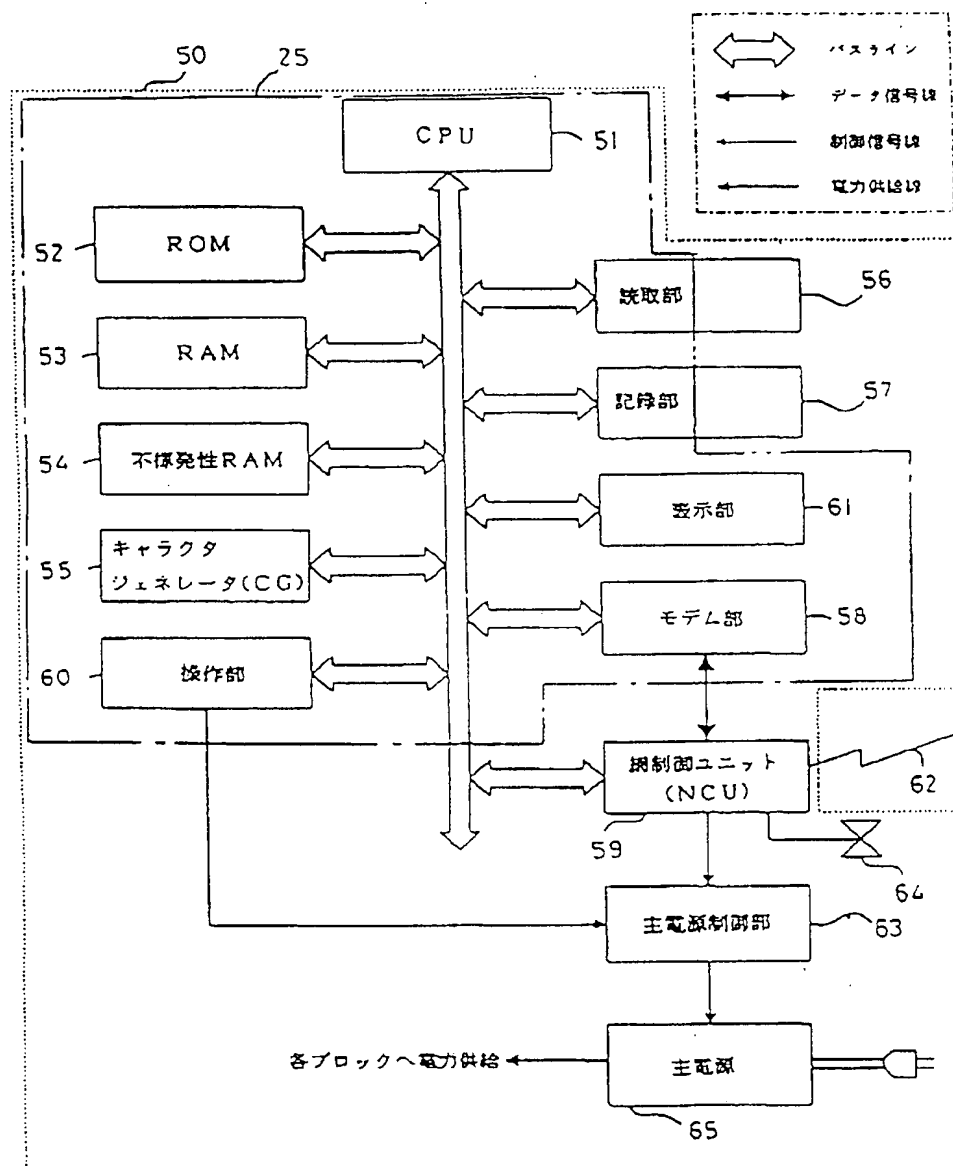 バスライン
データ信号線
制御信号線
電力供給線
50
25
CPU
51
52
ROM
読取部
56
53
RAM
記録部
57
54
不揮発性RAM
表示部
61
55
キャラクタ
ジェネレータ(CG)
モデム部
58
60
操作部
網制御ユニット
(NCU)
62
59
64
主電源制御部
63
各ブロックへ電力供給
主電源
65